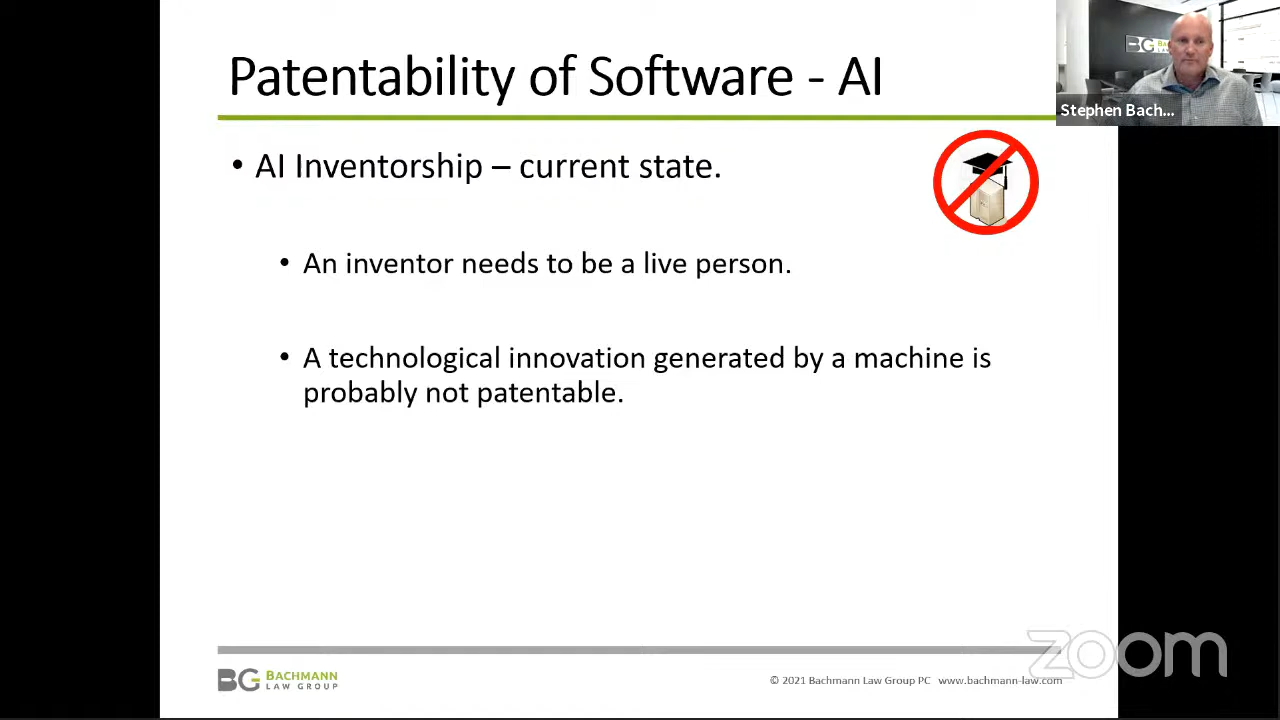 Patentability of Software - AI
Stephen Bach...
• AI Inventorship – current state.
• An inventor needs to be a live person.
• A technological innovation generated by a machine is
probably not patentable.
zoom
BG BACHMANN
LAW GROUP
© 2021 Bachmann Law Group PC www.bachmann-law.com